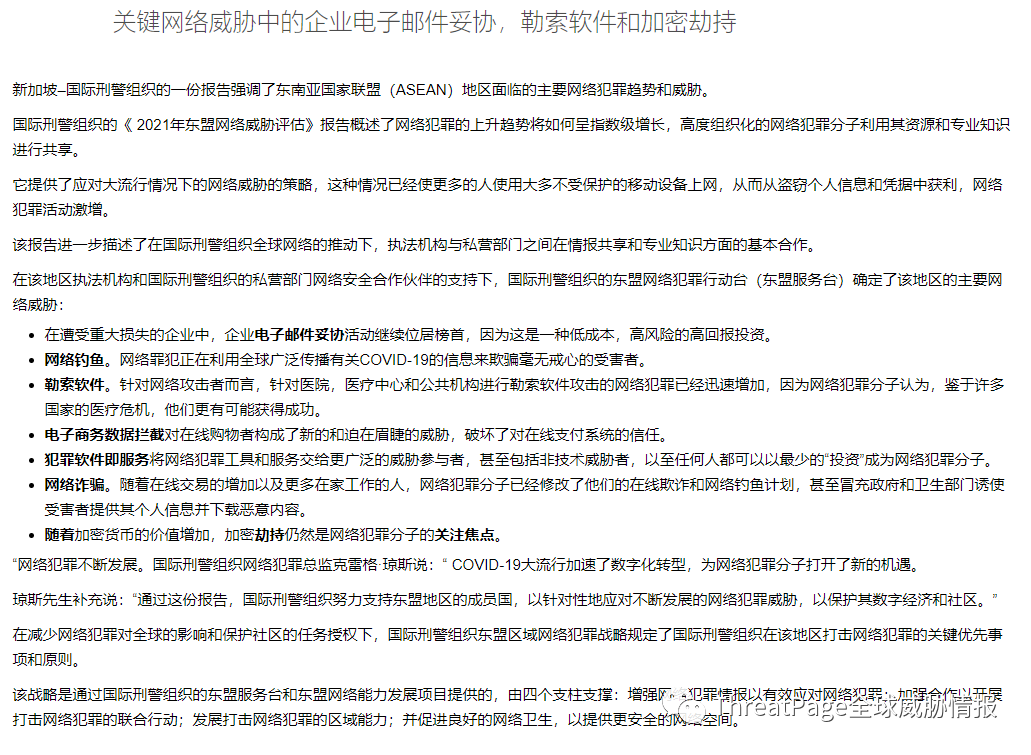 关键网络威胁中的企业电子邮件妥协，勒索软件和加密劫持
新加坡–国际刑警组织的一份报告强调了东南亚国家联盟（ASEAN）地区面临的主要网络犯罪趋势和威胁。
国际刑警组织的《 2021年东盟网络威胁评估》报告概述了网络犯罪的上升趋势将如何呈指数级增长，高度组织化的网络犯罪分子利用其资源和专业知识
进行共享。
它提供了应对大流行情况下的网络威胁的策略，这种情况已经使更多的人使用大多不受保护的移动设备上网，从而从盗窃个人信息和凭据中获利，网络
犯罪活动激增。
该报告进一步描述了在国际刑警组织全球网络的推动下，执法机构与私营部门之间在情报共享和专业知识方面的基本合作。
在该地区执法机构和国际刑警组织的私营部门网络安全合作伙伴的支持下，国际刑警组织的东盟网络犯罪行动台（东盟服务台）确定了该地区的主要网
络威胁：
• 在遭受重大损失的企业中，企业电子邮件妥协活动继续位居榜首，因为这是一种低成本，高风险的高回报投资。
• 网络钓鱼。网络罪犯正在利用全球广泛传播有关COVID-19的信息来欺骗毫无戒心的受害者。
• 勒索软件。针对网络攻击者而言，针对医院，医疗中心和公共机构进行勒索软件攻击的网络犯罪已经迅速增加，因为网络犯罪分子认为，鉴于许多
国家的医疗危机，他们更有可能获得成功。
• 电子商务数据拦截对在线购物者构成了新的和迫在眉睫的威胁，破坏了对在线支付系统的信任。
• 犯罪软件即服务将网络犯罪工具和服务交给更广泛的威胁参与者，甚至包括非技术威胁者，以至任何人都可以以最少的“投资”成为网络犯罪分子。
• 网络诈骗。随着在线交易的增加以及更多在家工作的人，网络犯罪分子已经修改了他们的在线欺诈和网络钓鱼计划，甚至冒充政府和卫生部门诱使
受害者提供其个人信息并下载恶意内容。
• 随着加密货币的价值增加，加密劫持仍然是网络犯罪分子的关注焦点。
“网络犯罪不断发展。国际刑警组织网络犯罪总监克雷格·琼斯说：“ COVID-19大流行加速了数字化转型，为网络犯罪分子打开了新的机遇。
琼斯先生补充说：“通过这份报告，国际刑警组织努力支持东盟地区的成员国，以针对性地应对不断发展的网络犯罪威胁，以保护其数字经济和社区。”
在减少网络犯罪对全球的影响和保护社区的任务授权下，国际刑警组织东盟区域网络犯罪战略规定了国际刑警组织在该地区打击网络犯罪的关键优先事
项和原则。
该战略是通过国际刑警组织的东盟服务台和东盟网络能力发展项目提供的，由四个支柱支撑：增强网络犯罪情报以有效应对网络犯罪；加强合作以开展
打击网络犯罪的联合行动；发展打击网络犯罪的区域能力；并促进良好的网络卫生，以提供更安全的网络空间。
ThreatPage全球威胁情报